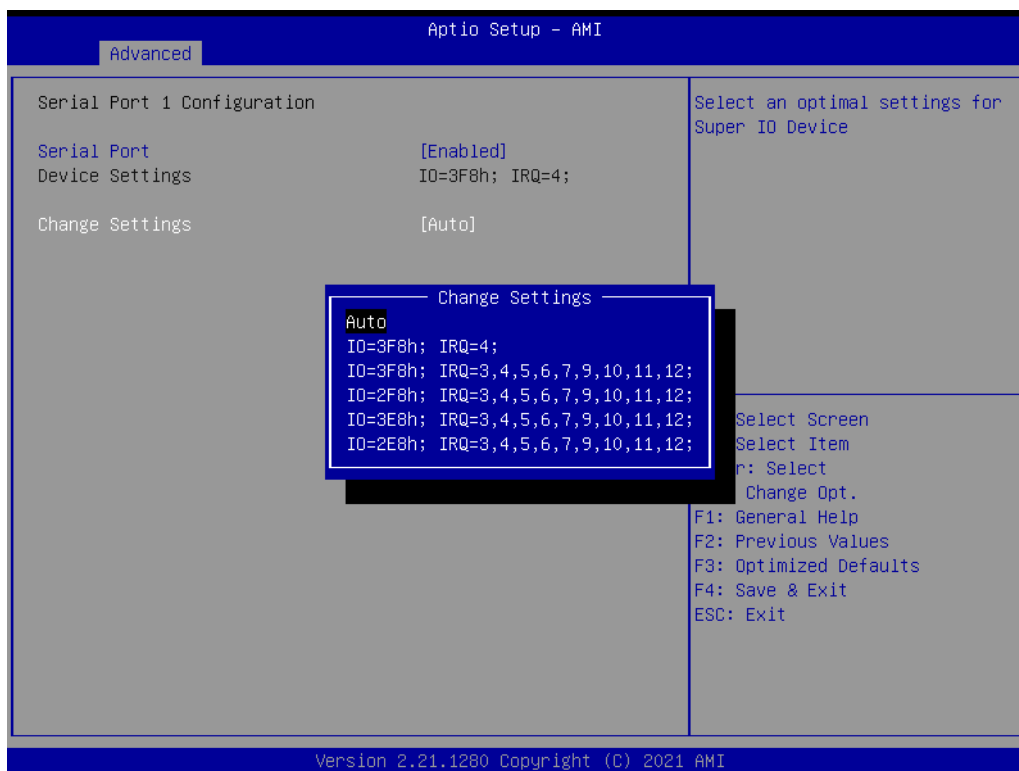 Aptio Setup – AMI
Advanced
Serial Port 1 Configuration
Serial Port [Enabled]
Device Settings IO=3F8h; IRQ=4;
Change Settings [Auto]
Select an optimal settings for
Super IO Device
Change Settings
Auto
IO=3F8h; IRQ=4;
IO=3F8h; IRQ=3,4,5,6,7,9,10,11,12;
IO=2F8h; IRQ=3,4,5,6,7,9,10,11,12;
IO=3E8h; IRQ=3,4,5,6,7,9,10,11,12;
IO=2E8h; IRQ=3,4,5,6,7,9,10,11,12;
Select Screen
Select Item
r: Select
Change Opt.
F1: General Help
F2: Previous Values
F3: Optimized Defaults
F4: Save & Exit
ESC: Exit
Version 2.21.1280 Copyright (C) 2021 AMI